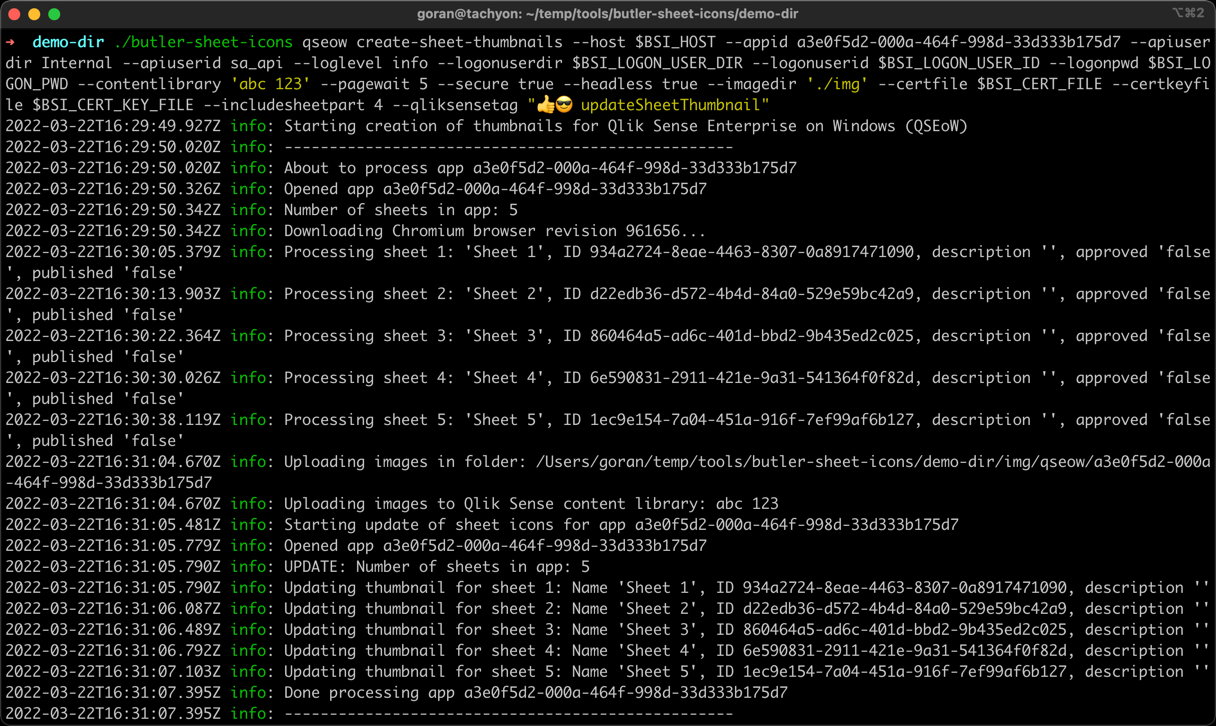 goran@tachyon: ~/temp/tools/butler-sheet-icons/demo-dir
⌥⌘2
➜  demo-dir ./butler-sheet-icons qseow create-sheet-thumbnails --host $BSI_HOST --appid a3e0f5d2-000a-464f-998d-33d333b175d7 --apiuser
dir Internal --apiuserid sa_api --loglevel info --logonuserdir $BSI_LOGON_USER_DIR --logonuserid $BSI_LOGON_USER_ID --logonpwd $BSI_LO
GON_PWD --contentlibrary 'abc 123' --pagewait 5 --secure true --headless true --imagedir './img' --certfile $BSI_CERT_FILE --certkeyfi
le $BSI_CERT_KEY_FILE --includesheetpart 4 --qliksensetag "👍😎 updateSheetThumbnail"
2022-03-22T16:29:49.927Z info: Starting creation of thumbnails for Qlik Sense Enterprise on Windows (QSEoW)
2022-03-22T16:29:50.020Z info: --------------------------------------------------
2022-03-22T16:29:50.020Z info: About to process app a3e0f5d2-000a-464f-998d-33d333b175d7
2022-03-22T16:29:50.326Z info: Opened app a3e0f5d2-000a-464f-998d-33d333b175d7
2022-03-22T16:29:50.342Z info: Number of sheets in app: 5
2022-03-22T16:29:50.342Z info: Downloading Chromium browser revision 961656...
2022-03-22T16:30:05.379Z info: Processing sheet 1: 'Sheet 1', ID 934a2724-8eae-4463-8307-0a8917471090, description '', approved 'false
', published 'false'
2022-03-22T16:30:13.903Z info: Processing sheet 2: 'Sheet 2', ID d22edb36-d572-4b4d-84a0-529e59bc42a9, description '', approved 'false
', published 'false'
2022-03-22T16:30:22.364Z info: Processing sheet 3: 'Sheet 3', ID 860464a5-ad6c-401d-bbd2-9b435ed2c025, description '', approved 'false
', published 'false'
2022-03-22T16:30:30.026Z info: Processing sheet 4: 'Sheet 4', ID 6e590831-2911-421e-9a31-541364f0f82d, description '', approved 'false
', published 'false'
2022-03-22T16:30:38.119Z info: Processing sheet 5: 'Sheet 5', ID 1ec9e154-7a04-451a-916f-7ef99af6b127, description '', approved 'false
', published 'false'
2022-03-22T16:31:04.670Z info: Uploading images in folder: /Users/goran/temp/tools/butler-sheet-icons/demo-dir/img/qseow/a3e0f5d2-000a
-464f-998d-33d333b175d7
2022-03-22T16:31:04.670Z info: Uploading images to Qlik Sense content library: abc 123
2022-03-22T16:31:05.481Z info: Starting update of sheet icons for app a3e0f5d2-000a-464f-998d-33d333b175d7
2022-03-22T16:31:05.779Z info: Opened app a3e0f5d2-000a-464f-998d-33d333b175d7
2022-03-22T16:31:05.790Z info: UPDATE: Number of sheets in app: 5
2022-03-22T16:31:05.790Z info: Updating thumbnail for sheet 1: Name 'Sheet 1', ID 934a2724-8eae-4463-8307-0a8917471090, description ''
2022-03-22T16:31:06.087Z info: Updating thumbnail for sheet 2: Name 'Sheet 2', ID d22edb36-d572-4b4d-84a0-529e59bc42a9, description ''
2022-03-22T16:31:06.489Z info: Updating thumbnail for sheet 3: Name 'Sheet 3', ID 860464a5-ad6c-401d-bbd2-9b435ed2c025, description ''
2022-03-22T16:31:06.792Z info: Updating thumbnail for sheet 4: Name 'Sheet 4', ID 6e590831-2911-421e-9a31-541364f0f82d, description ''
2022-03-22T16:31:07.103Z info: Updating thumbnail for sheet 5: Name 'Sheet 5', ID 1ec9e154-7a04-451a-916f-7ef99af6b127, description ''
2022-03-22T16:31:07.395Z info: Done processing app a3e0f5d2-000a-464f-998d-33d333b175d7
2022-03-22T16:31:07.395Z info: --------------------------------------------------